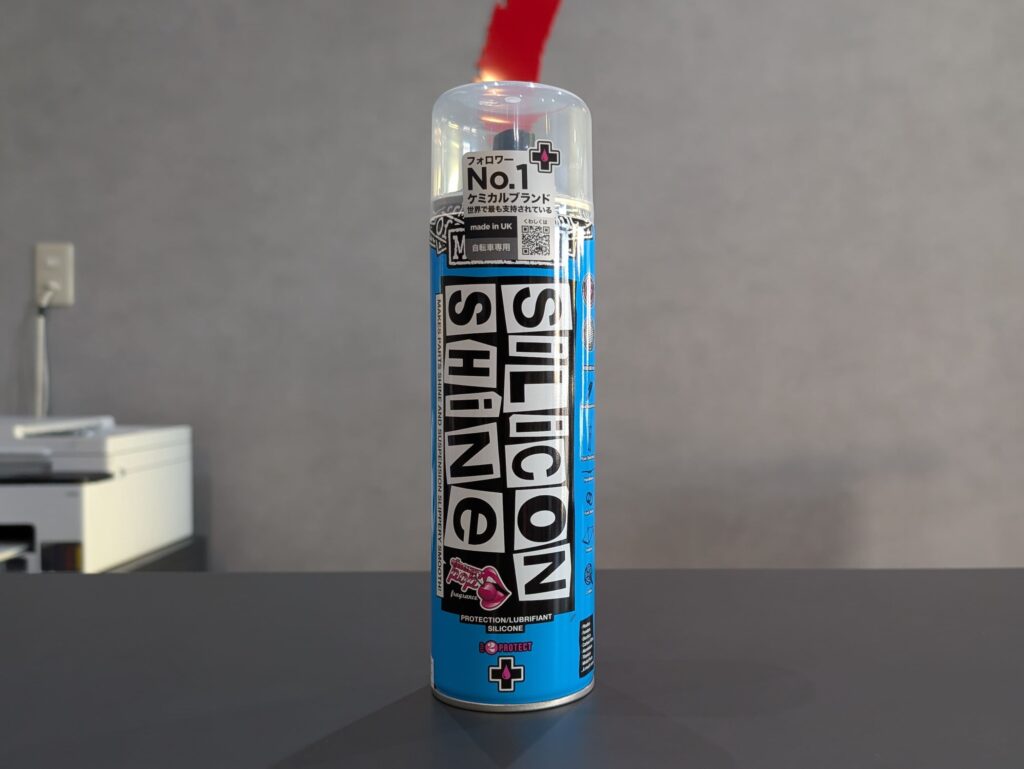 フォロワー
No.1
ケミカルブランド
世界で最も支持されている
made in UK
くわしくは
自転車専用
M
SILICON
SHINE
MAKES PARTS SHINE AND SUSPENSION SLIPPERY SMOOTH!
fragrance
PROTECTION/LUBRIFIANT
SILICONE
PROTECT